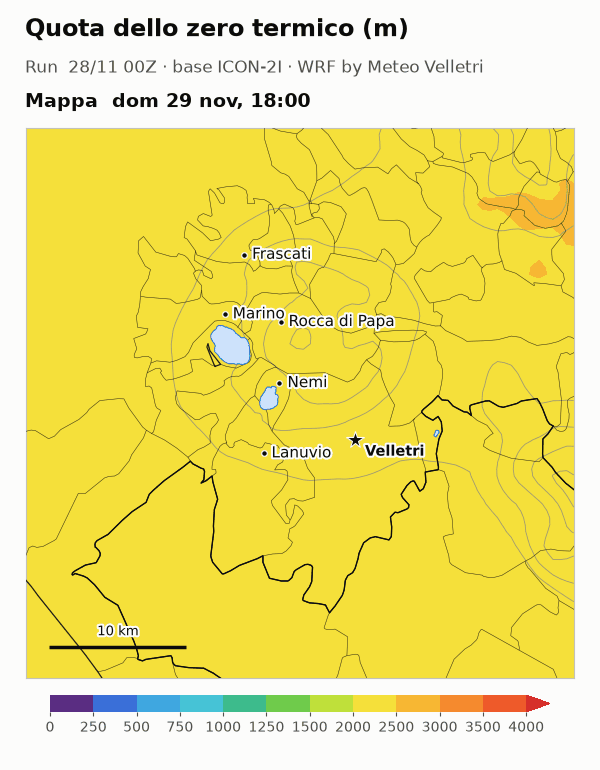 Quota dello zero termico (m)
Run  28/11 00Z · base ICON-2I · WRF by Meteo Velletri
Mappa  dom 29 nov, 18:00
Frascati
Marino
Rocca di Papa
Nemi
Velletri
Lanuvio
10 km
0 250 500 750 1000 1250 1500 2000 2500 3000 3500 4000